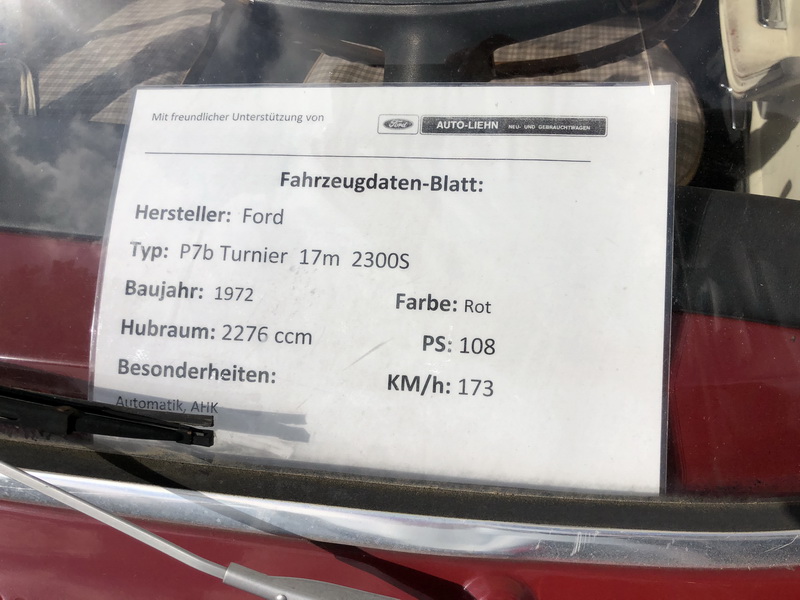 Mit freundlicher Unterstützung von
Ford AUTO-LIEHN NEU- UND GEBRAUCHTWAGEN
Fahrzeugdaten-Blatt:
Hersteller: Ford
Typ: P7b Turnier 17m 2300S
Baujahr: 1972
Farbe: Rot
Hubraum: 2276 ccm
PS: 108
Besonderheiten:
KM/h: 173
Automatik, AHK